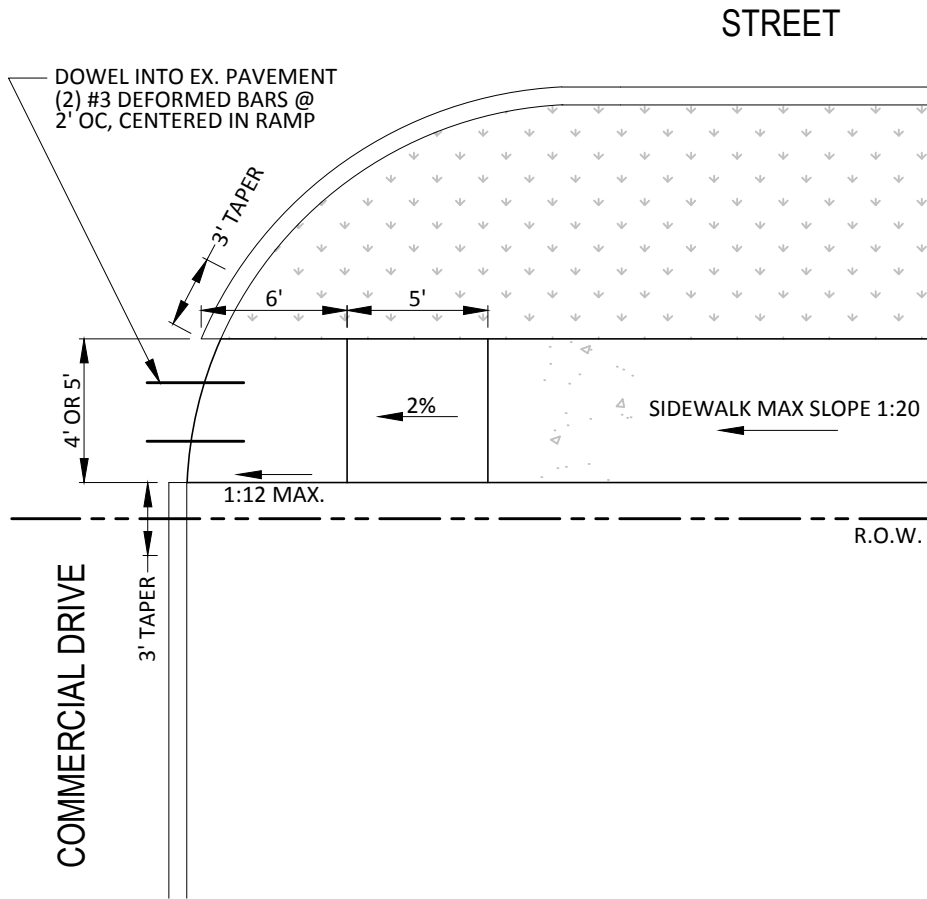 STREET
DOWEL INTO EX. PAVEMENT
(2) #3 DEFORMED BARS @
2' OC, CENTERED IN RAMP
3' TAPER
6'
5'
4' OR 5'
2%
SIDEWALK MAX SLOPE 1:20
1:12 MAX.
R.O.W.
3' TAPER
COMMERCIAL DRIVE